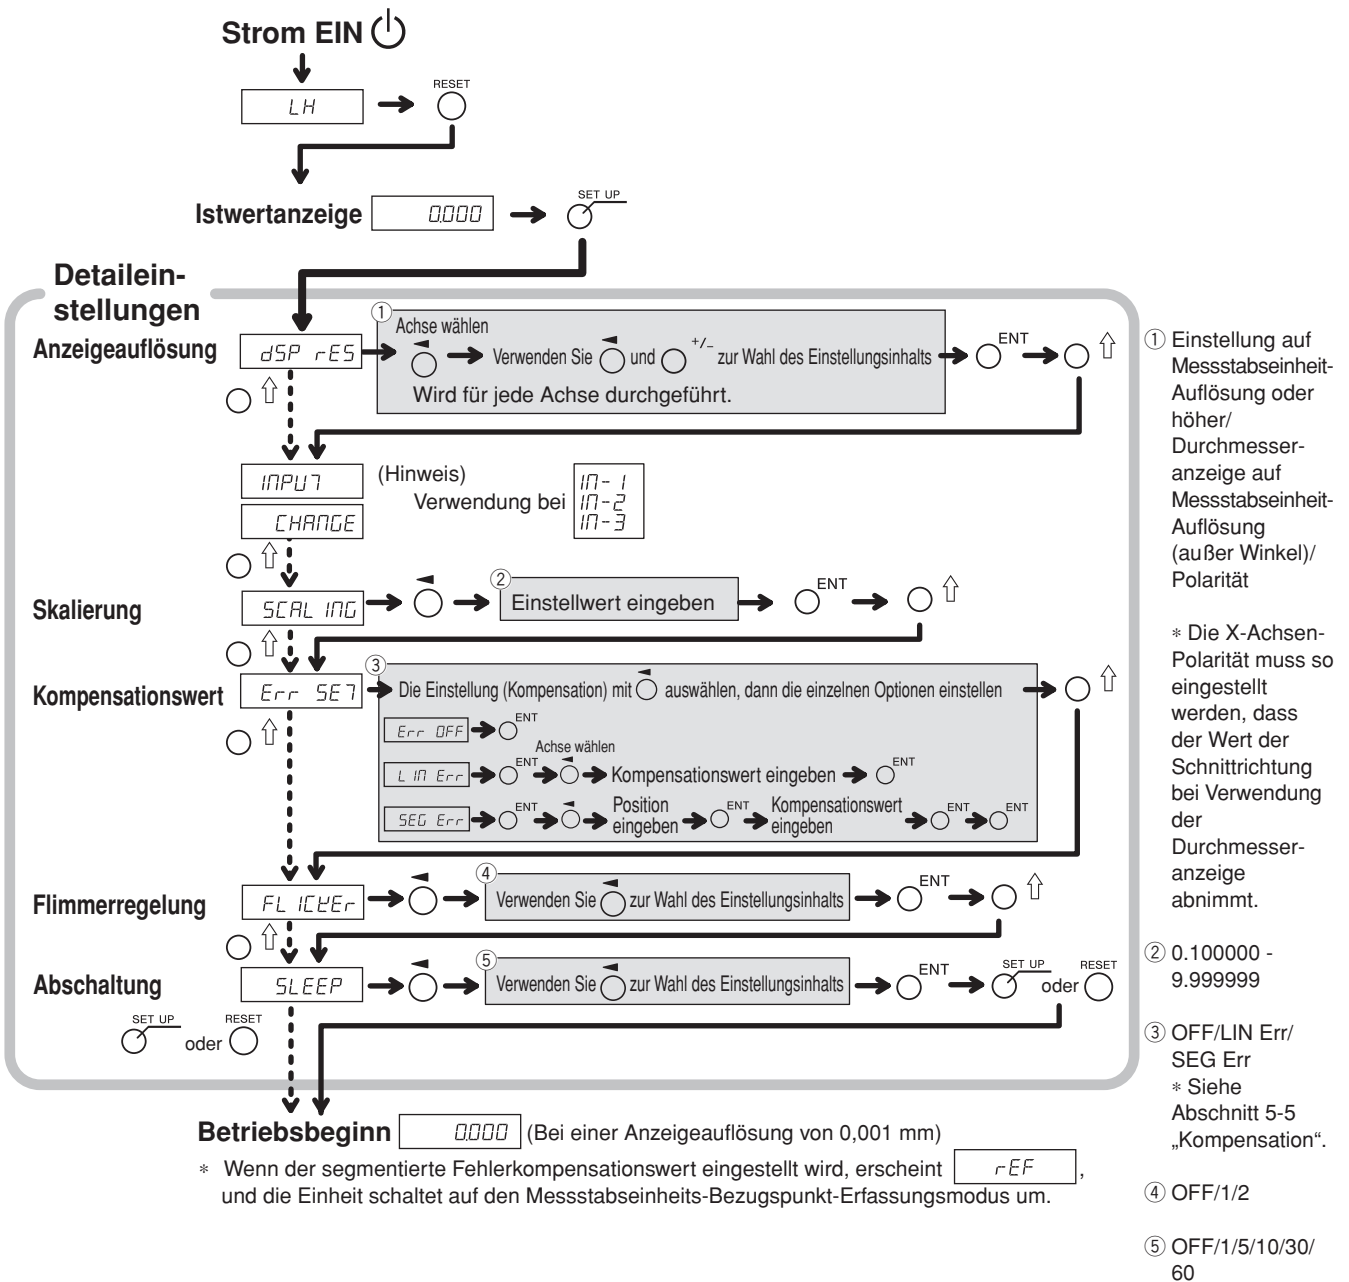 Strom EIN
LH
RESET
Istwertanzeige
0.000
SET UP
Detailein-
stellungen
Anzeigeauflösung
dSP rES
①
Achse wählen
Verwenden Sie und +/- zur Wahl des Einstellungsinhalts
Wird für jede Achse durchgeführt.
ENT
INPUT
CHANGE
(Hinweis)
Verwendung bei
IN-1
IN-2
IN-3
Skalierung
SCALING
②
Einstellwert eingeben
ENT
Kompensationswert
Err SET
③
Die Einstellung (Kompensation) mit auswählen, dann die einzelnen Optionen einstellen
Err OFF
ENT
Achse wählen
LIN Err
ENT
Kompensationswert eingeben
ENT
SEG Err
ENT
Position
eingeben
ENT
Kompensationswert
eingeben
ENT
ENT
Flimmerregelung
FLICKEr
④
Verwenden Sie zur Wahl des Einstellungsinhalts
ENT
Abschaltung
SLEEP
⑤
Verwenden Sie zur Wahl des Einstellungsinhalts
ENT
SET UP
oder
RESET
SET UP
oder
RESET
Betriebsbeginn
0.000
(Bei einer Anzeigeauflösung von 0,001 mm)
* Wenn der segmentierte Fehlerkompensationswert eingestellt wird, erscheint rEF ,
und die Einheit schaltet auf den Messstabseinheits-Bezugspunkt-Erfassungsmodus um.
① Einstellung auf
Messstabseinheit-
Auflösung oder
höher/
Durchmesser-
anzeige auf
Messstabseinheit-
Auflösung
(außer Winkel)/
Polarität
* Die X-Achsen-
Polarität muss so
eingestellt
werden, dass
der Wert der
Schnittrichtung
bei Verwendung
der
Durchmesser-
anzeige
abnimmt.
② 0.100000 -
9.999999
③ OFF/LIN Err/
SEG Err
* Siehe
Abschnitt 5-5
„Kompensation“.
④ OFF/1/2
⑤ OFF/1/5/10/30/
60